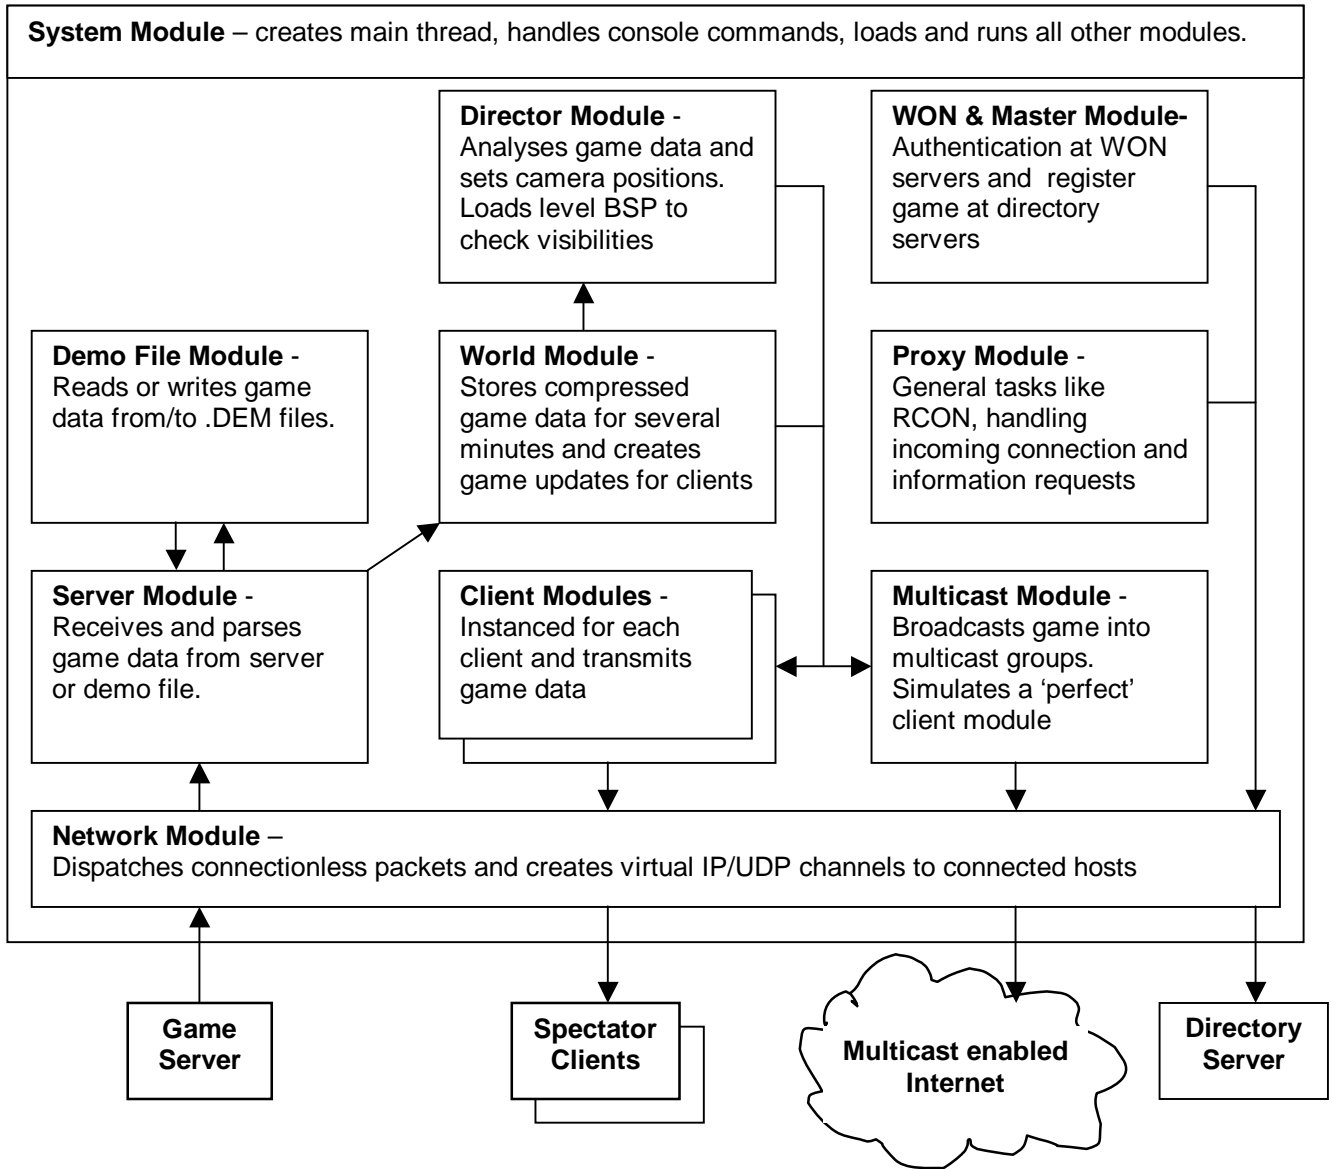 System Module – creates main thread, handles console commands, loads and runs all other modules.
Director Module -
Analyses game data and
sets camera positions.
Loads level BSP to
check visibilities
WON & Master Module-
Authentication at WON
servers and register
game at directory
servers
Demo File Module -
Reads or writes game
data from/to .DEM files.
World Module -
Stores compressed
game data for several
minutes and creates
game updates for clients
Proxy Module -
General tasks like
RCON, handling
incoming connection and
information requests
Server Module -
Receives and parses
game data from server
or demo file.
Client Modules -
Instanced for each
client and transmits
game data
Multicast Module -
Broadcasts game into
multicast groups.
Simulates a ‘perfect’
client module
Network Module –
Dispatches connectionless packets and creates virtual IP/UDP channels to connected hosts
Game
Server
Spectator
Clients
Multicast enabled
Internet
Directory
Server